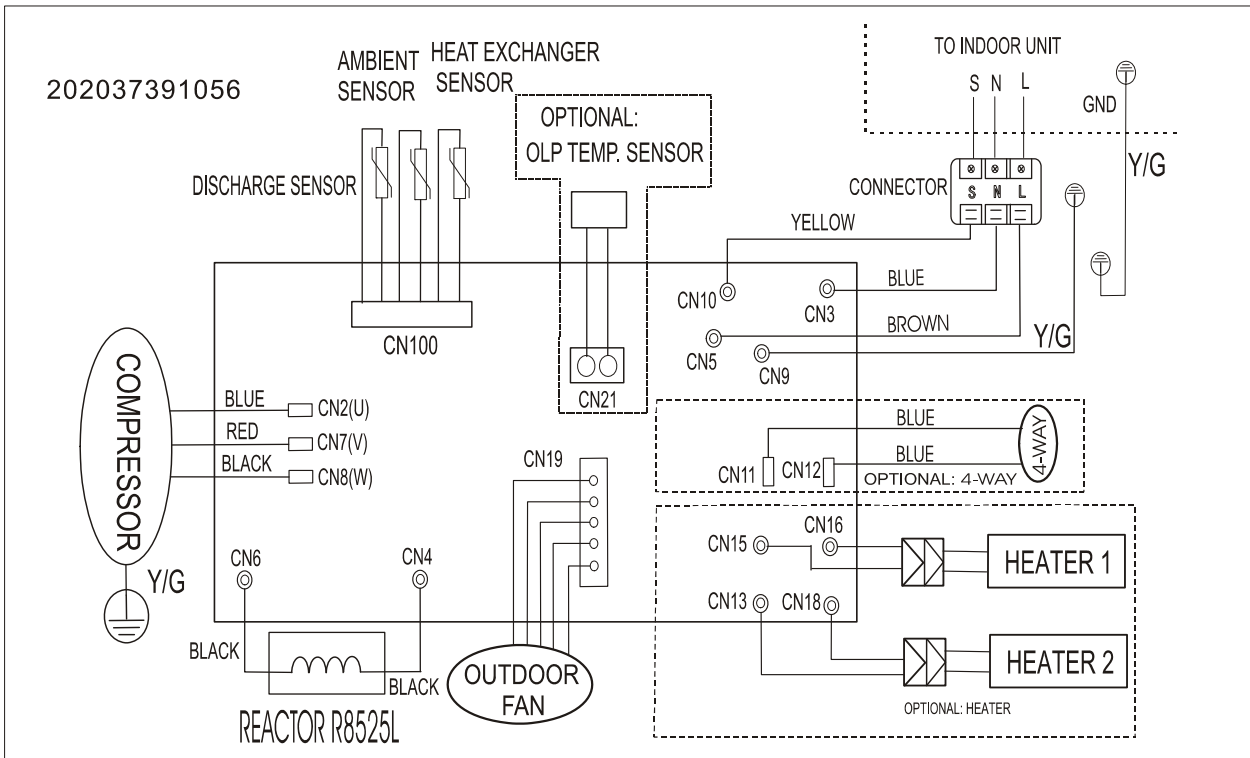 202037391056
AMBIENT
SENSOR
HEAT EXCHANGER
SENSOR
DISCHARGE SENSOR
CN100
OPTIONAL:
OLP TEMP. SENSOR
CN21
TO INDOOR UNIT
S N L
GND
Y/G
CONNECTOR
S N L
YELLOW
BLUE
BROWN
Y/G
CN10
CN3
CN5
CN9
COMPRESSOR
BLUE
CN2(U)
RED
CN7(V)
BLACK
CN8(W)
Y/G
CN6
CN4
BLACK
BLACK
REACTOR R8525L
CN19
OUTDOOR
FAN
BLUE
BLUE
CN11
CN12
4-WAY
OPTIONAL: 4-WAY
CN15
CN16
HEATER 1
CN13
CN18
HEATER 2
OPTIONAL: HEATER